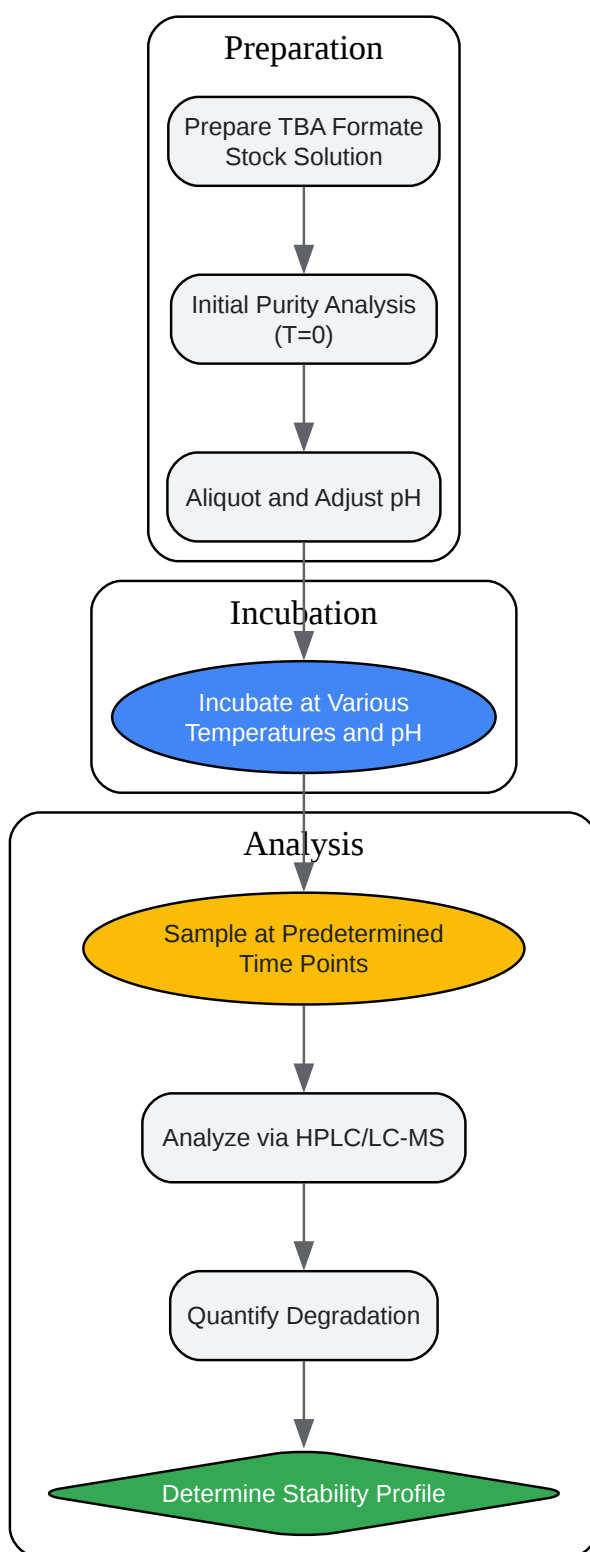 Preparation
Prepare TBA Formate
Stock Solution
Initial Purity Analysis
(T=0)
Aliquot and Adjust pH
Incubation
Incubate at Various
Temperatures and pH
Analysis
Sample at Predetermined
Time Points
Analyze via HPLC/LC-MS
Quantify Degradation
Determine Stability Profile